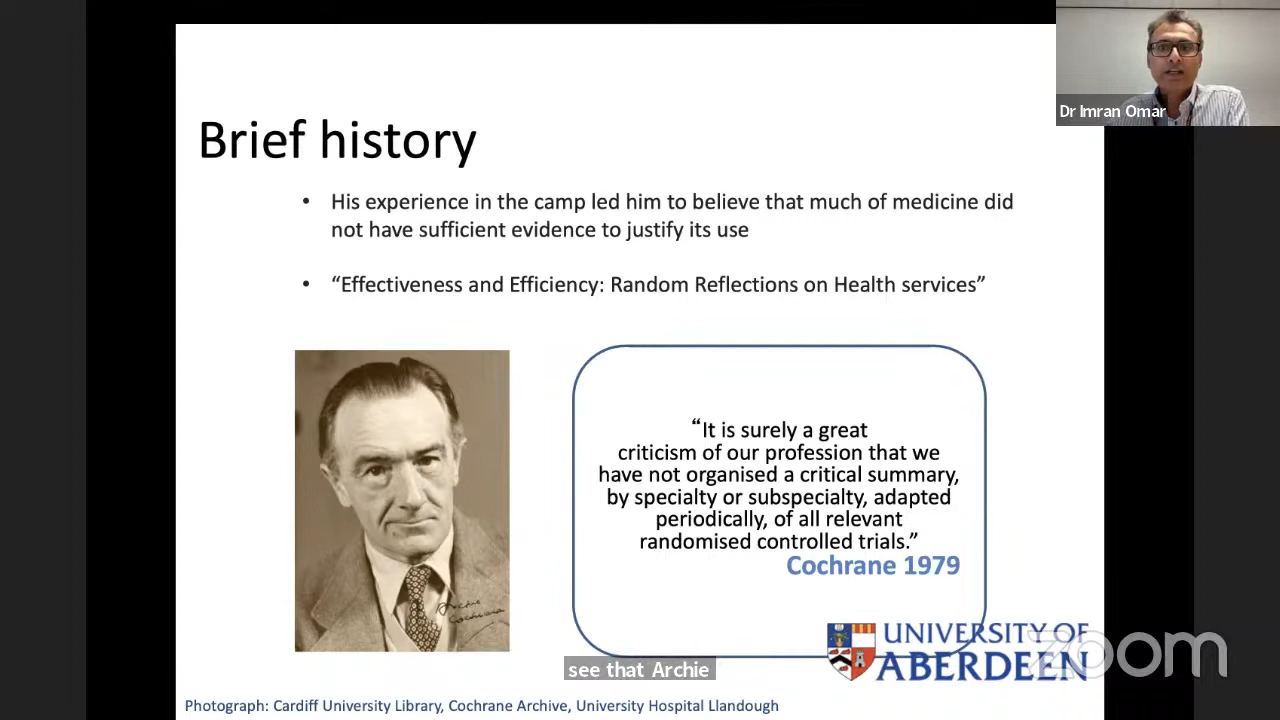 Dr Imran Omar
Brief history
• His experience in the camp led him to believe that much of medicine did
not have sufficient evidence to justify its use
• “Effectiveness and Efficiency: Random Reflections on Health services”
“It is surely a great
criticism of our profession that we
have not organised a critical summary,
by specialty or subspecialty, adapted
periodically, of all relevant
randomised controlled trials.”
Cochrane 1979
Archie
Cochrane
UNIVERSITY OF
ABERDEEN
zoom
see that Archie
Photograph: Cardiff University Library, Cochrane Archive, University Hospital Llandough